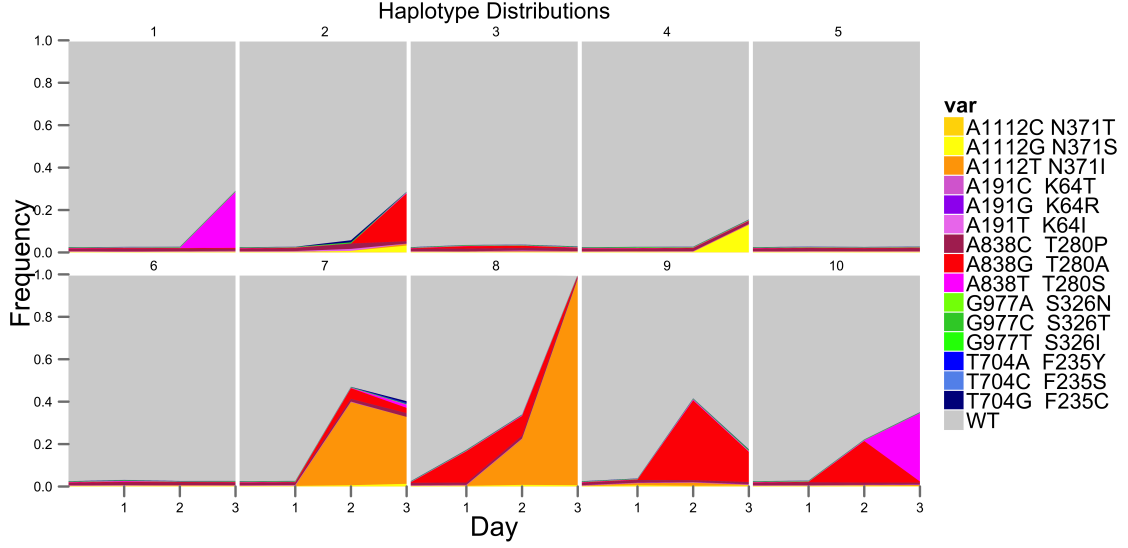 Haplotype Distributions
1 2 3 4 5
1.0
0.8
0.6
0.4
0.2
0.0
6 7 8 9 10
1.0
0.8
0.6
0.4
0.2
0.0
1 2 3 1 2 3 1 2 3 1 2 3 1 2 3
Frequency
Day
var
A1112C N371T
A1112G N371S
A1112T N371I
A191C K64T
A191G K64R
A191T K64I
A838C T280P
A838G T280A
A838T T280S
G977A S326N
G977C S326T
G977T S326I
T704A F235Y
T704C F235S
T704G F235C
WT